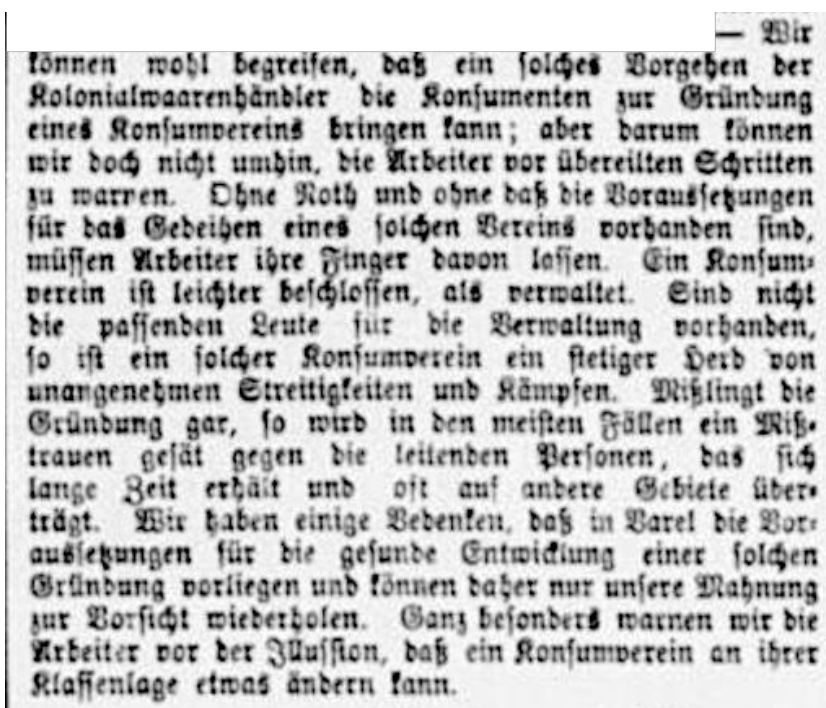 — Wir
können wohl begreifen, daß ein solches Vorgehen der
Kolonialwaarenhändler die Konsumenten zur Gründung
eines Konsumvereins bringen kann; aber darum können
wir doch nicht umhin, die Arbeiter vor übereilten Schritten
zu warnen. Ohne Noth und ohne daß die Voraussetzungen
für das Gedeihen eines solchen Vereins vorhanden sind,
müssen Arbeiter ihre Finger davon lassen. Ein Konsum-
verein ist leichter beschlossen, als verwaltet. Sind nicht
die passenden Leute für die Verwaltung vorhanden,
so ist ein solcher Konsumverein ein stetiger Herd von
unangenehmen Streitigkeiten und Kämpfen. Mißlingt die
Gründung gar, so wird in den meisten Fällen ein Miß-
trauen gesät gegen die leitenden Personen, das sich
lange Zeit erhält und oft auf andere Gebiete über-
trägt. Wir haben einige Bedenken, daß in Varel die Vor-
aussetzungen für die gesunde Entwicklung einer solchen
Gründung vorliegen und können daher nur unsere Mahnung
zur Vorsicht wiederholen. Ganz besonders warnen wir die
Arbeiter vor der Illussion, daß ein Konsumverein an ihrer
Klassenlage etwas ändern kann.